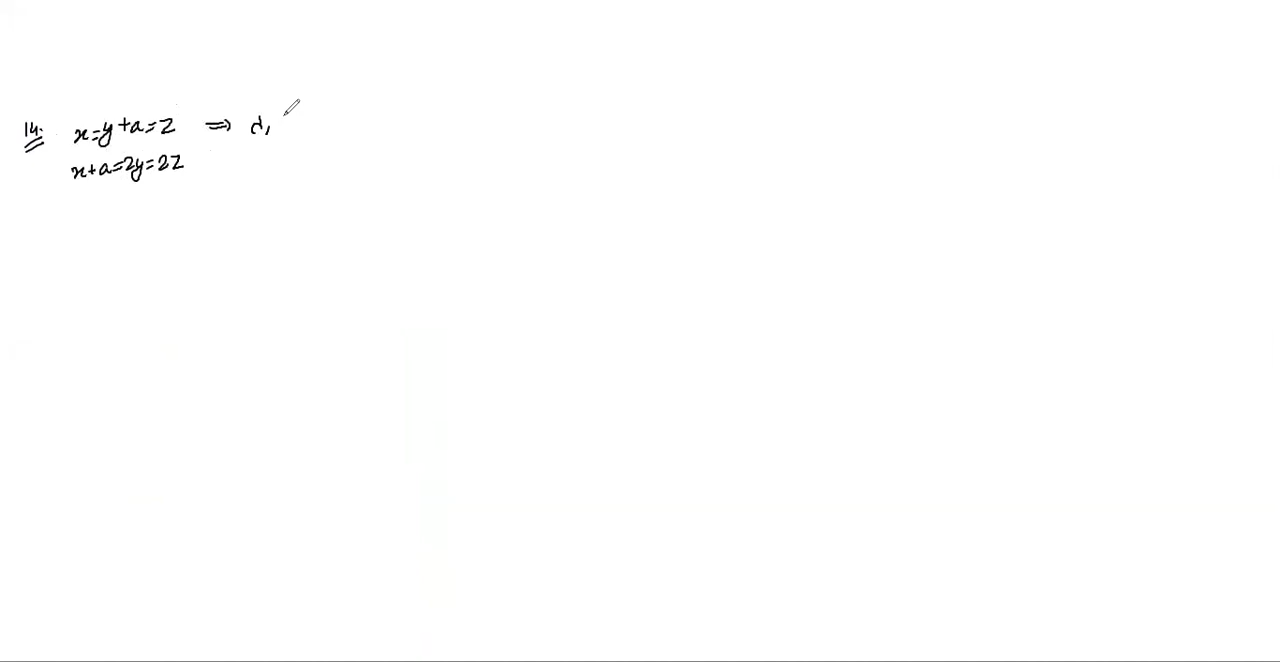 14. x=y+a=z ⇒ α,
x+a=2y=2z